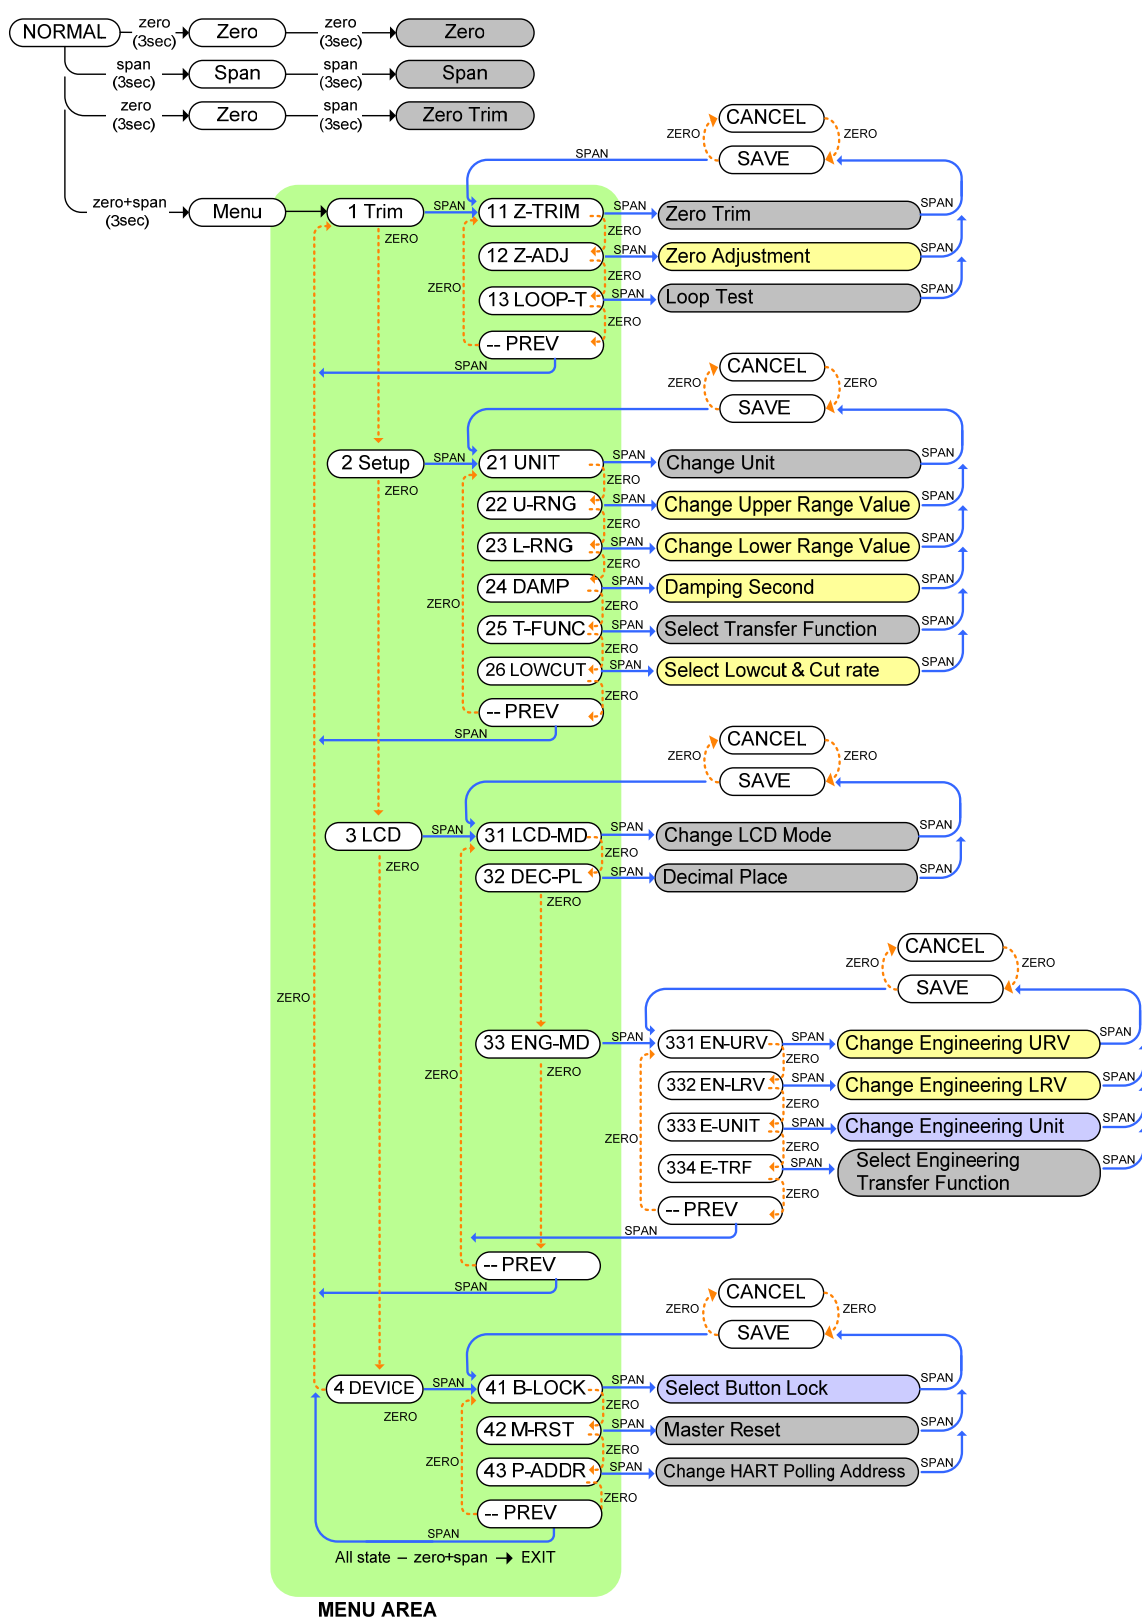 NORMAL
zero
(3sec)
Zero
zero
(3sec)
Zero
span
(3sec)
Span
span
(3sec)
Span
zero
(3sec)
Zero
span
(3sec)
Zero Trim
zero+span
(3sec)
Menu
CANCEL
ZERO
ZERO
SAVE
SPAN
1 Trim
SPAN
11 Z-TRIM
SPAN
Zero Trim
SPAN
ZERO
ZERO
12 Z-ADJ
SPAN
Zero Adjustment
SPAN
ZERO
ZERO
13 LOOP-T
SPAN
Loop Test
SPAN
ZERO
-- PREV
SPAN
CANCEL
ZERO
ZERO
SAVE
2 Setup
SPAN
21 UNIT
SPAN
Change Unit
SPAN
ZERO
ZERO
22 U-RNG
SPAN
Change Upper Range Value
SPAN
ZERO
23 L-RNG
SPAN
Change Lower Range Value
SPAN
ZERO
24 DAMP
SPAN
Damping Second
SPAN
ZERO
ZERO
25 T-FUNC
SPAN
Select Transfer Function
SPAN
ZERO
26 LOWCUT
SPAN
Select Lowcut & Cut rate
SPAN
ZERO
-- PREV
SPAN
CANCEL
ZERO
ZERO
SAVE
3 LCD
SPAN
31 LCD-MD
SPAN
Change LCD Mode
SPAN
ZERO
ZERO
32 DEC-PL
SPAN
Decimal Place
SPAN
ZERO
CANCEL
ZERO
ZERO
SAVE
ZERO
33 ENG-MD
SPAN
331 EN-URV
SPAN
Change Engineering URV
SPAN
ZERO
ZERO
ZERO
332 EN-LRV
SPAN
Change Engineering LRV
SPAN
ZERO
333 E-UNIT
SPAN
Change Engineering Unit
SPAN
ZERO
ZERO
334 E-TRF
SPAN
Select Engineering
Transfer Function
SPAN
ZERO
-- PREV
SPAN
-- PREV
SPAN
CANCEL
ZERO
ZERO
SAVE
4 DEVICE
SPAN
41 B-LOCK
SPAN
Select Button Lock
SPAN
ZERO
ZERO
42 M-RST
SPAN
Master Reset
SPAN
ZERO
ZERO
43 P-ADDR
SPAN
Change HART Polling Address
SPAN
ZERO
-- PREV
SPAN
All state – zero+span → EXIT
MENU AREA